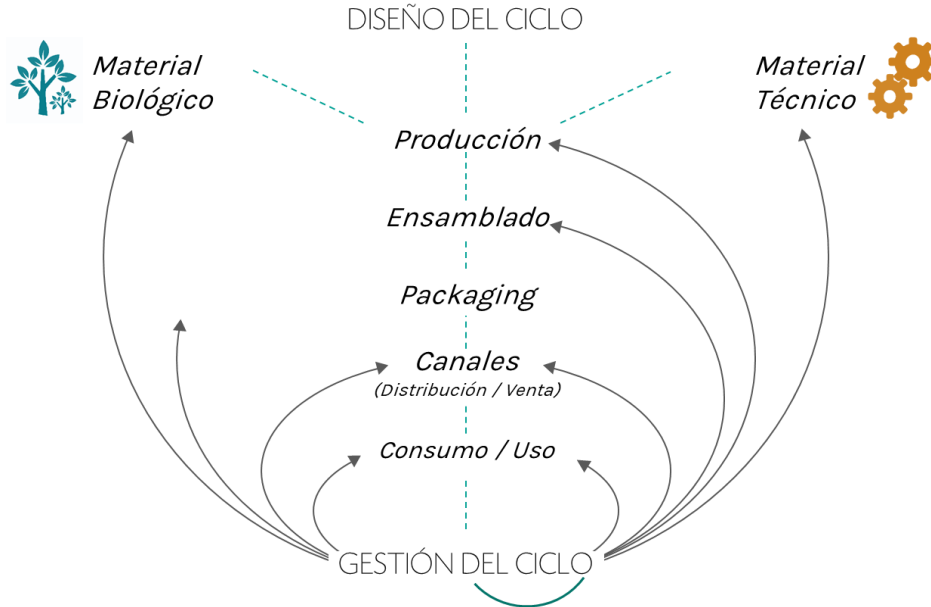 DISEÑO DEL CICLO
Material
Biológico
Material
Técnico
Producción
Ensamblado
Packaging
Canales
(Distribución / Venta)
Consumo / Uso
GESTIÓN DEL CICLO